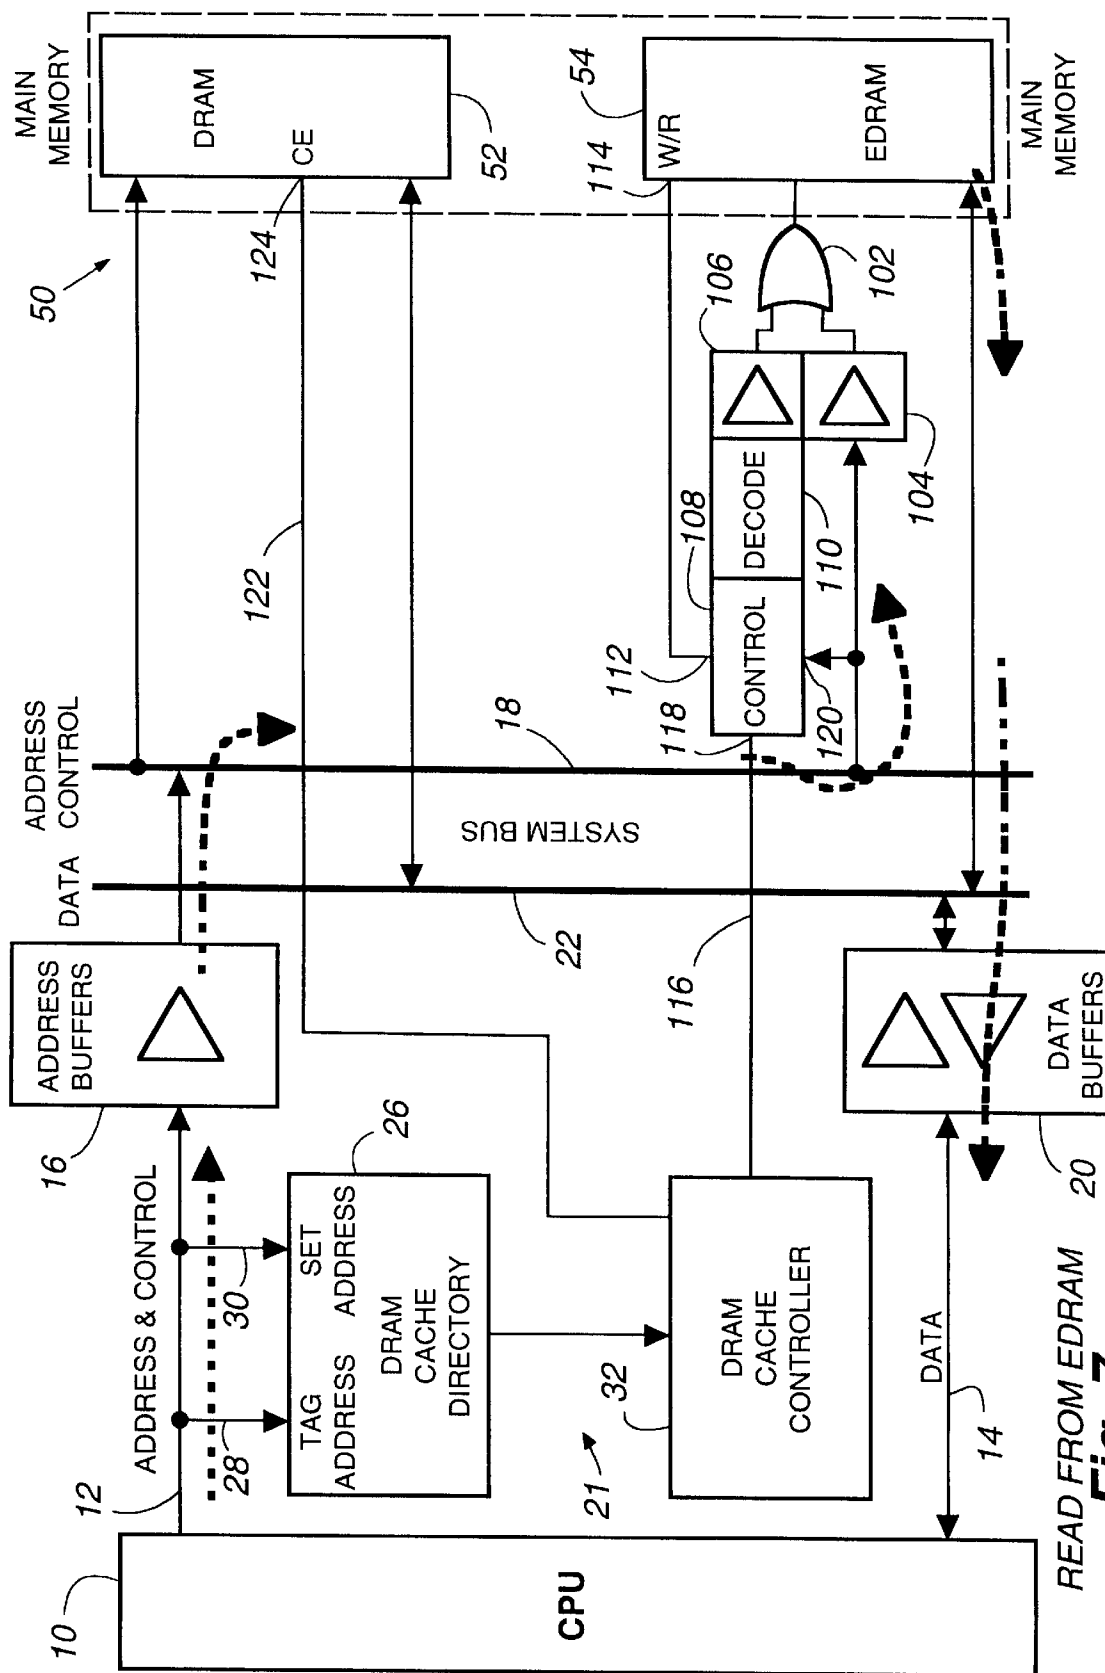 10
CPU
12
ADDRESS & CONTROL
28
30
16
ADDRESS
BUFFERS
TAG
ADDRESS
SET
ADDRESS
DRAM
CACHE
DIRECTORY
26
21
32
DRAM
CACHE
CONTROLLER
DATA
14
20
DATA
BUFFERS
DATA
ADDRESS
CONTROL
SYSTEM BUS
22
18
116
122
50
124
MAIN
MEMORY
DRAM
CE
52
118
112
120
CONTROL
108
DECODE
110
106
104
102
114
54
W/R
EDRAM
MAIN
MEMORY
READ FROM EDRAM